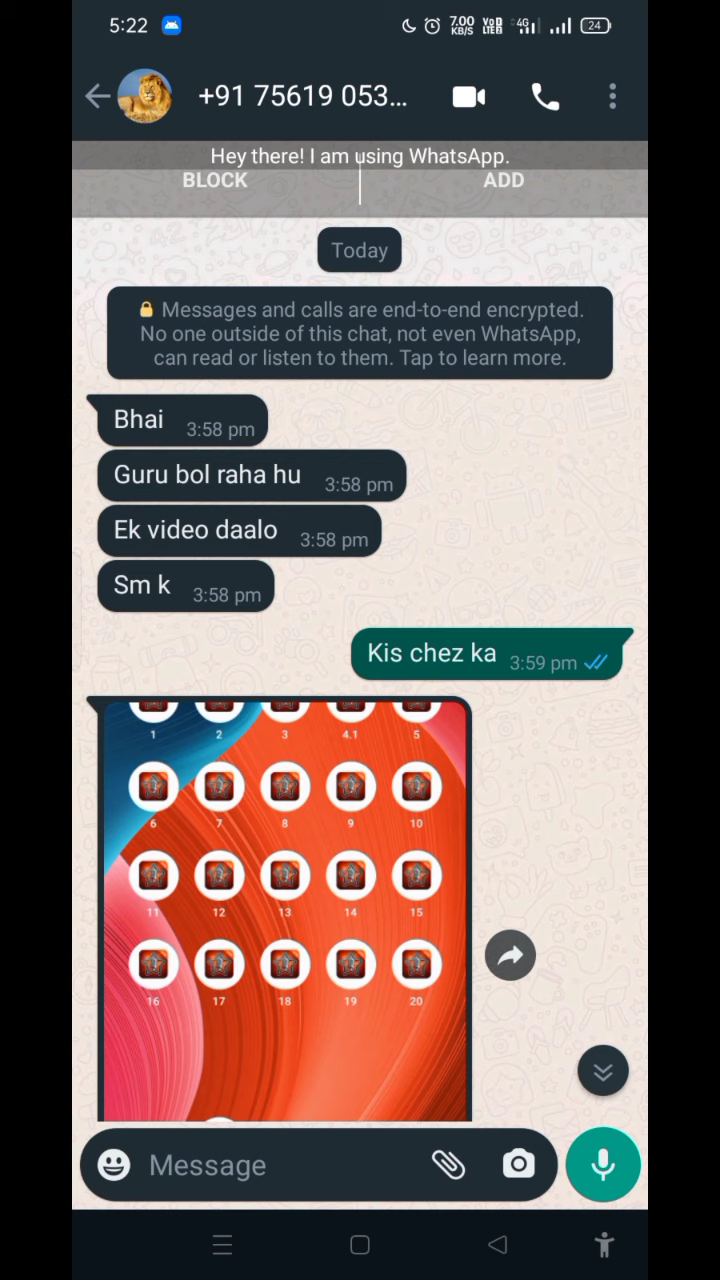 5:22
7.00 KB/S VoD LTE2 4G 24
+91 75619 053...
Hey there! I am using WhatsApp.
BLOCK ADD
Today
Messages and calls are end-to-end encrypted.
No one outside of this chat, not even WhatsApp,
can read or listen to them. Tap to learn more.
Bhai 3:58 pm
Guru bol raha hu 3:58 pm
Ek video daalo 3:58 pm
Sm k 3:58 pm
Kis chez ka 3:59 pm
1 2 3 4.1 5
6 7 8 9 10
11 12 13 14 15
16 17 18 19 20
Message